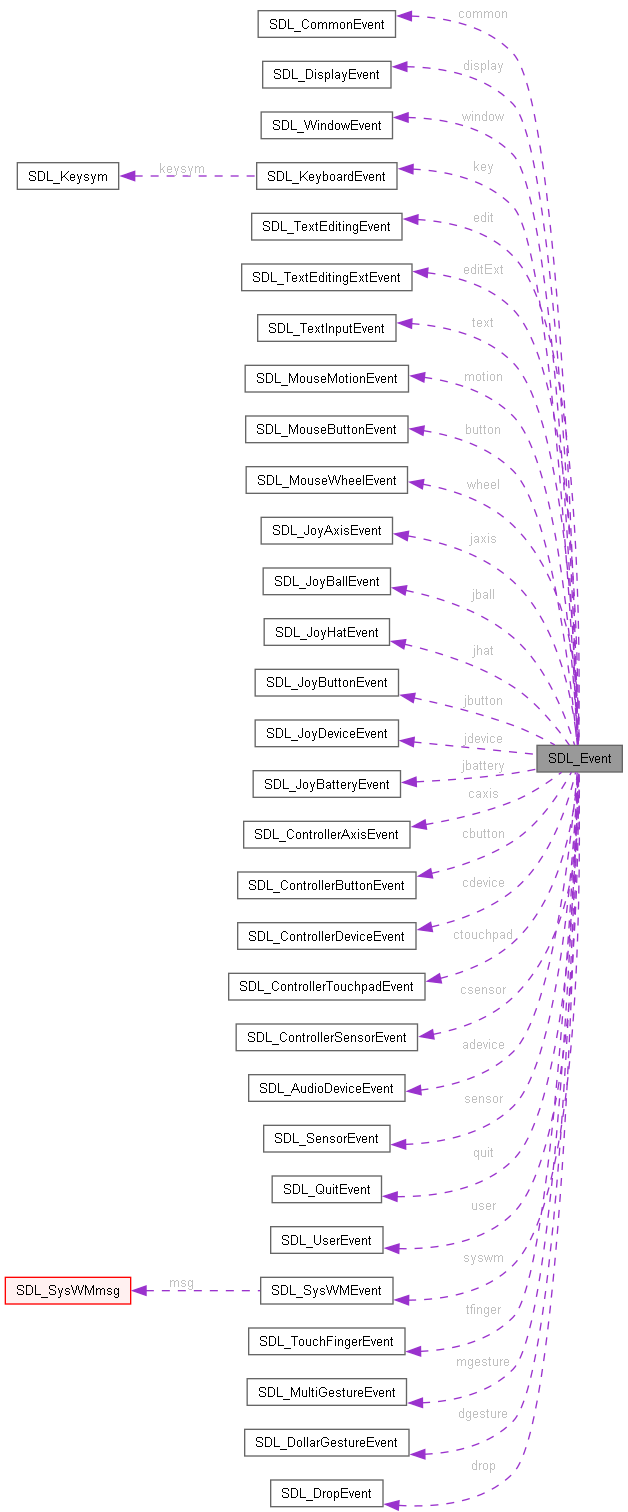 common
SDL_CommonEvent
display
SDL_DisplayEvent
window
SDL_WindowEvent
key
keysym
SDL_Keysym
SDL_KeyboardEvent
edit
SDL_TextEditingEvent
editExt
SDL_TextEditingExtEvent
text
SDL_TextInputEvent
motion
SDL_MouseMotionEvent
button
SDL_MouseButtonEvent
wheel
SDL_MouseWheelEvent
jaxis
SDL_JoyAxisEvent
jball
SDL_JoyBallEvent
jhat
SDL_JoyHatEvent
jbutton
SDL_JoyButtonEvent
jdevice
SDL_JoyDeviceEvent
SDL_Event
jbattery
SDL_JoyBatteryEvent
caxis
SDL_ControllerAxisEvent
cbutton
SDL_ControllerButtonEvent
cdevice
SDL_ControllerDeviceEvent
ctouchpad
SDL_ControllerTouchpadEvent
csensor
SDL_ControllerSensorEvent
adevice
SDL_AudioDeviceEvent
sensor
SDL_SensorEvent
quit
SDL_QuitEvent
user
SDL_UserEvent
syswm
msg
SDL_SysWMmsg
SDL_SysWMEvent
tfinger
SDL_TouchFingerEvent
mgesture
SDL_MultiGestureEvent
dgesture
SDL_DollarGestureEvent
drop
SDL_DropEvent